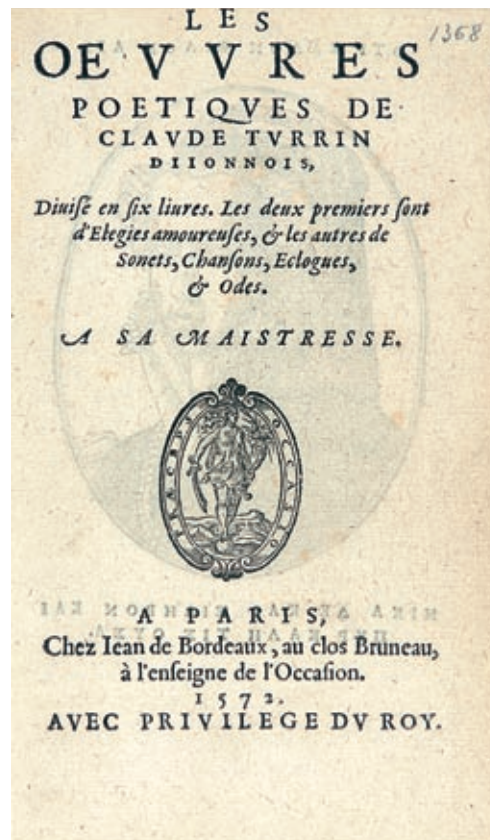 1368
LES
OEVVRES
POETIQVES DE
CLAVDE TVRRIN
DIIONNOIS,
Diuisé en six liures. Les deux premiers sont
d'Elegies amoureuses, & les autres de
Sonets, Chansons, Eclogues,
& Odes.
A SA MAISTRESSE.
OCCASIO
A PARIS,
Chez Iean de Bordeaux, au clos Bruneau,
à l'enseigne de l'Occasion.
1572.
AVEC PRIVILEGE DV ROY.